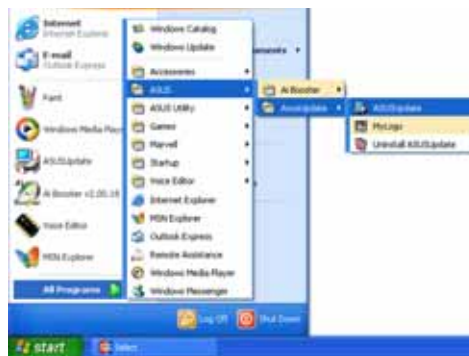 Internet
Internet Explorer
E-mail
Outlook Express
Paint
Windows Media Play
ASUSUpdate
Ai Booster v2.00.16
Voice Editor
MSN Explorer
All Programs
Windows Catalog
Windows Update
Accessories
ASUS
ASUS Utility
Games
Marvell
Startup
Voice Editor
Internet Explorer
MSN Explorer
Outlook Express
Remote Assistance
Windows Media Player
Windows Messenger
uments
Ai Booster
AsusUpdate
ASUSUpdate
MyLogo
Uninstall ASUSUpdate
Log Off
Shut Down
start